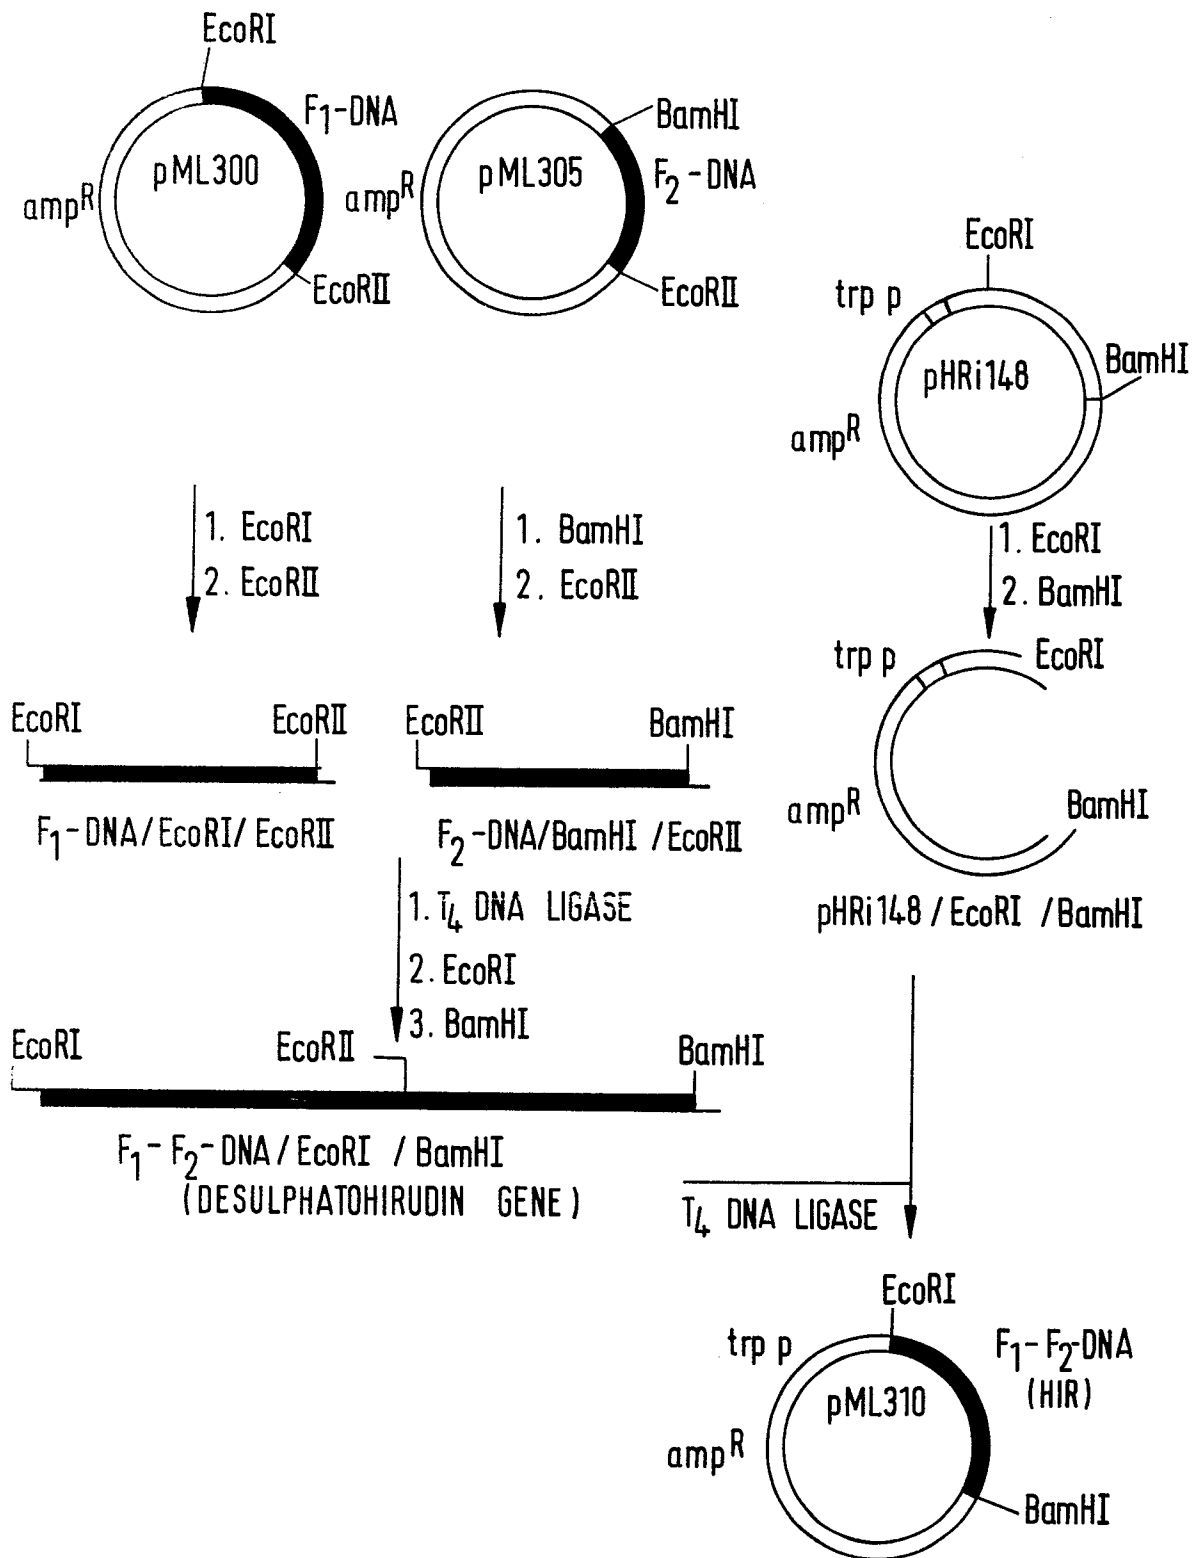 EcoRI
F1-DNA
pML300
ampR
EcoRII
BamHI
F2-DNA
pML305
ampR
EcoRII
EcoRI
trp p
BamHI
pHRi148
ampR
1. EcoRI
2. EcoRII
1. BamHI
2. EcoRII
1. EcoRI
2. BamHI
trp p
EcoRI
ampR
BamHI
pHRi148 / EcoRI / BamHI
EcoRI
EcoRII
F1-DNA/EcoRI/EcoRII
EcoRII
BamHI
F2-DNA/BamHI /EcoRII
1. T4 DNA LIGASE
2. EcoRI
3. BamHI
EcoRI
EcoRII
BamHI
F1-F2-DNA/EcoRI /BamHI
(DESULPHATOHIRUDIN GENE)
T4 DNA LIGASE
EcoRI
trp p
F1-F2-DNA
(HIR)
pML310
ampR
BamHI